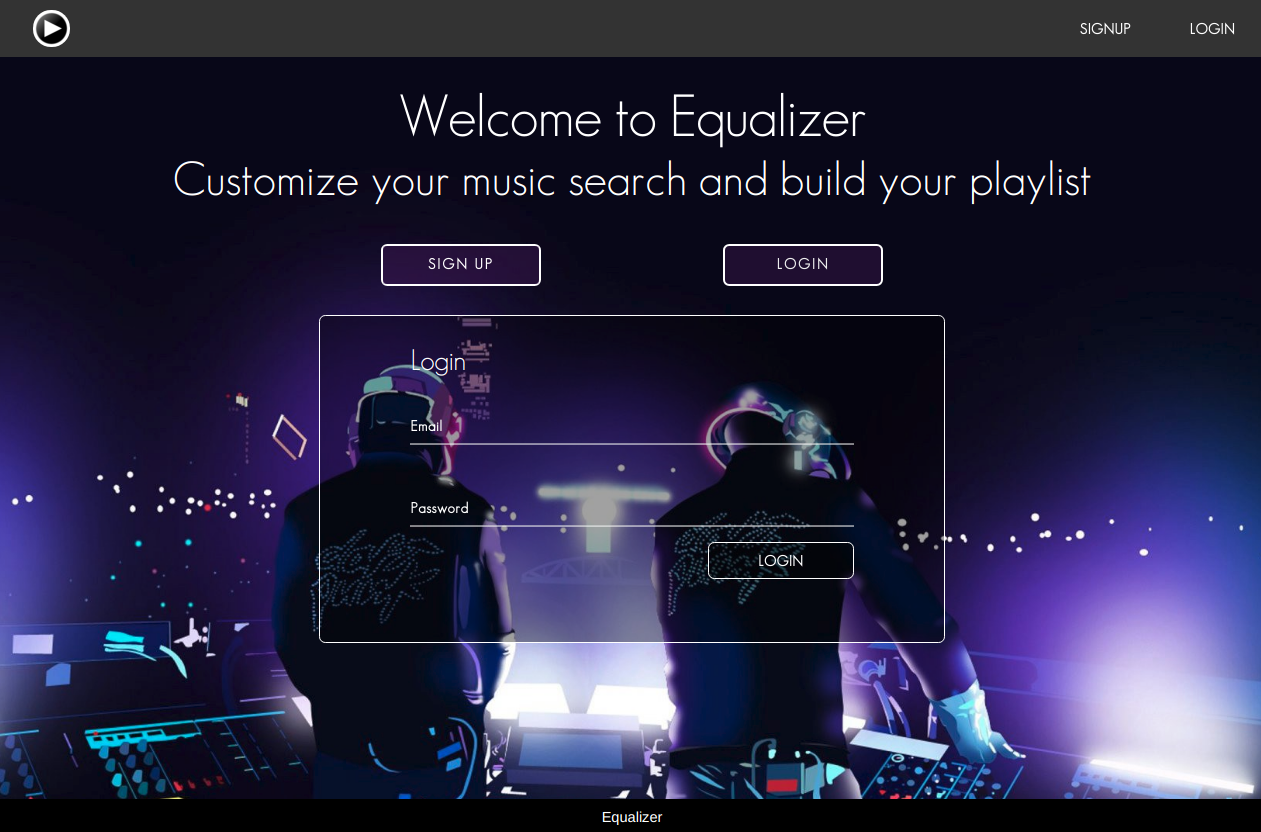 SIGNUP LOGIN
Welcome to Equalizer
Customize your music search and build your playlist
SIGN UP LOGIN
Login
Email
Password
LOGIN
Equalizer